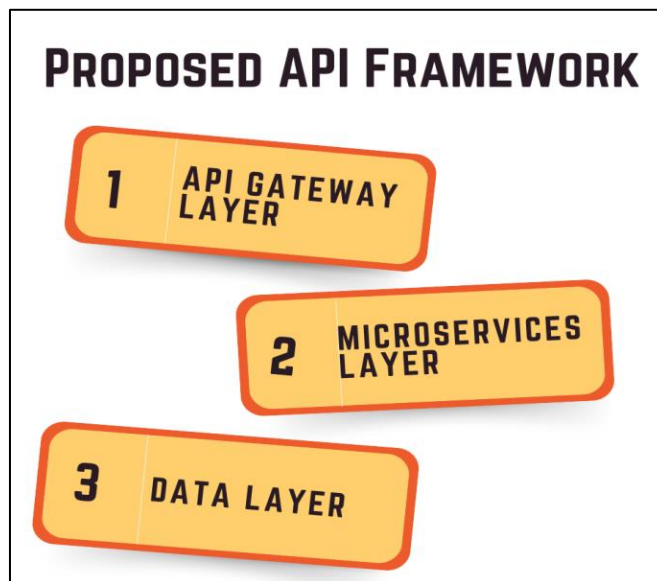 PROPOSED API FRAMEWORK
1
API GATEWAY
LAYER
2
MICROSERVICES
LAYER
3
DATA LAYER